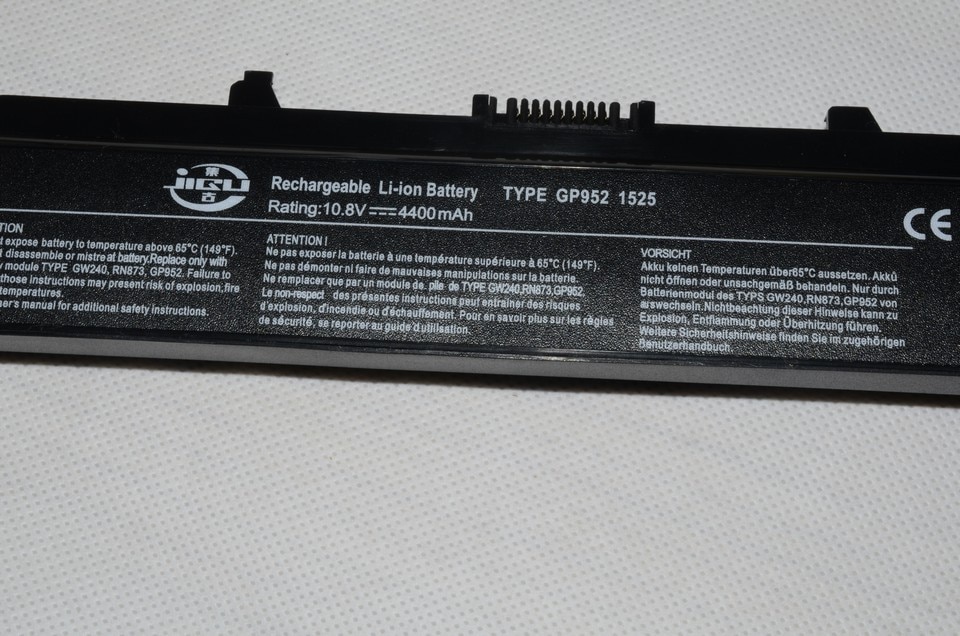 集
JIGU
吉
Rechargeable Li-ion Battery
TYPE GP952 1525
Rating:10.8V 4400mAh
CE
TION
expose battery to temperature above 65°C (149°F).
disassemble or mistre at battery.Replace only with
module TYPE GW240, RN873, GP952. Failure to
those instructions may present risk of explosion,fire
temperatures.
er's manual for additional safety instructions.
ATTENTION !
Ne pas exposer la batterie à une température supérieure à 65°C (149°F).
Ne pas démonter ni faire de mauvaises manipulations sur la batterie.
Ne remplacer que par un module de. pile de TYPE GW240,RN873,GP952.
Le non-respect des présentes instructions peut entraîner des risques
d'explosion, d'incendie ou d'échauffement. Pour en savoir plus sur les règles
de sécurité, se reporter au guide d'utilisation.
VORSICHT
Akku keinen Temperaturen über65°C aussetzen. Akkü
nicht öffnen oder unsachgemäß behandeln. Nur durch
Batterienmodul des TYPS GW240,RN873,GP952 von
auswechseln.Nichtbeachtung dieser Hinweise kann zu
Explosion, Entflammung oder Überhitzung führen.
Weitere Sicherheitshinweise finden Sie im zugehörigen
Benutzerhandbuch.